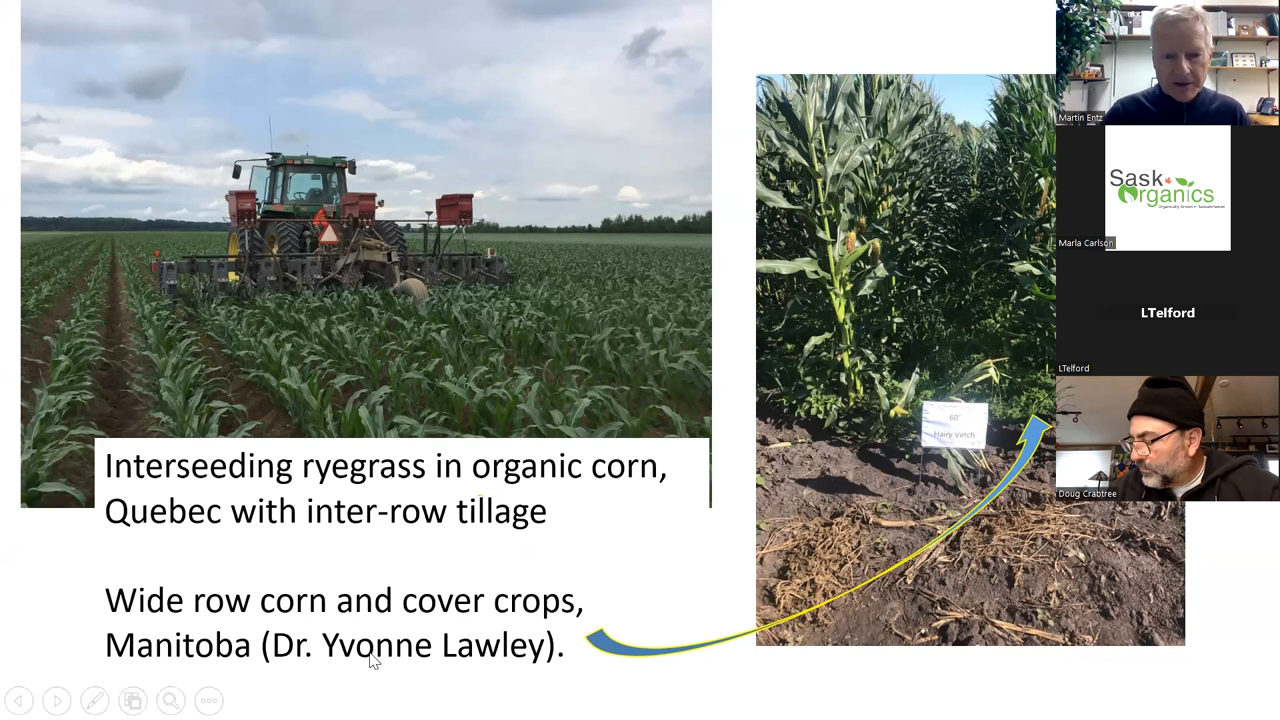 Interseeding ryegrass in organic corn,
Quebec with inter-row tillage
Wide row corn and cover crops,
Manitoba (Dr. Yvonne Lawley).
60"
Hairy Vetch
Martin Entz
Sask
Organics
Marla Carlson
LTelford
LTelford
Doug Crabtree